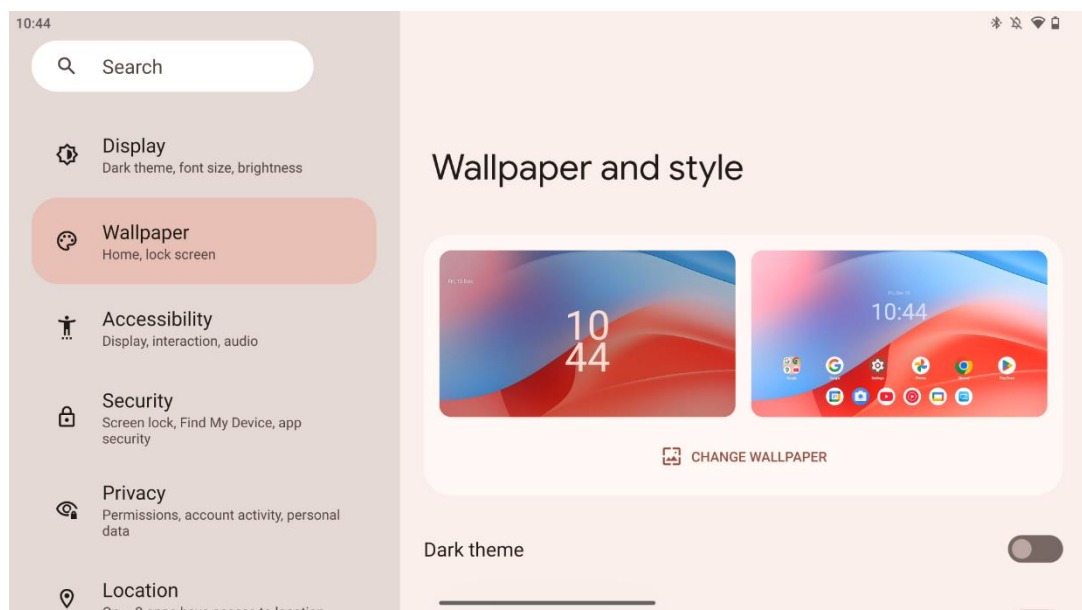 10:44
Search
Display
Dark theme, font size, brightness
Wallpaper
Home, lock screen
Accessibility
Display, interaction, audio
Security
Screen lock, Find My Device, app
security
Privacy
Permissions, account activity, personal
data
Location
Wallpaper and style
10
44
10:44
CHANGE WALLPAPER
Dark theme